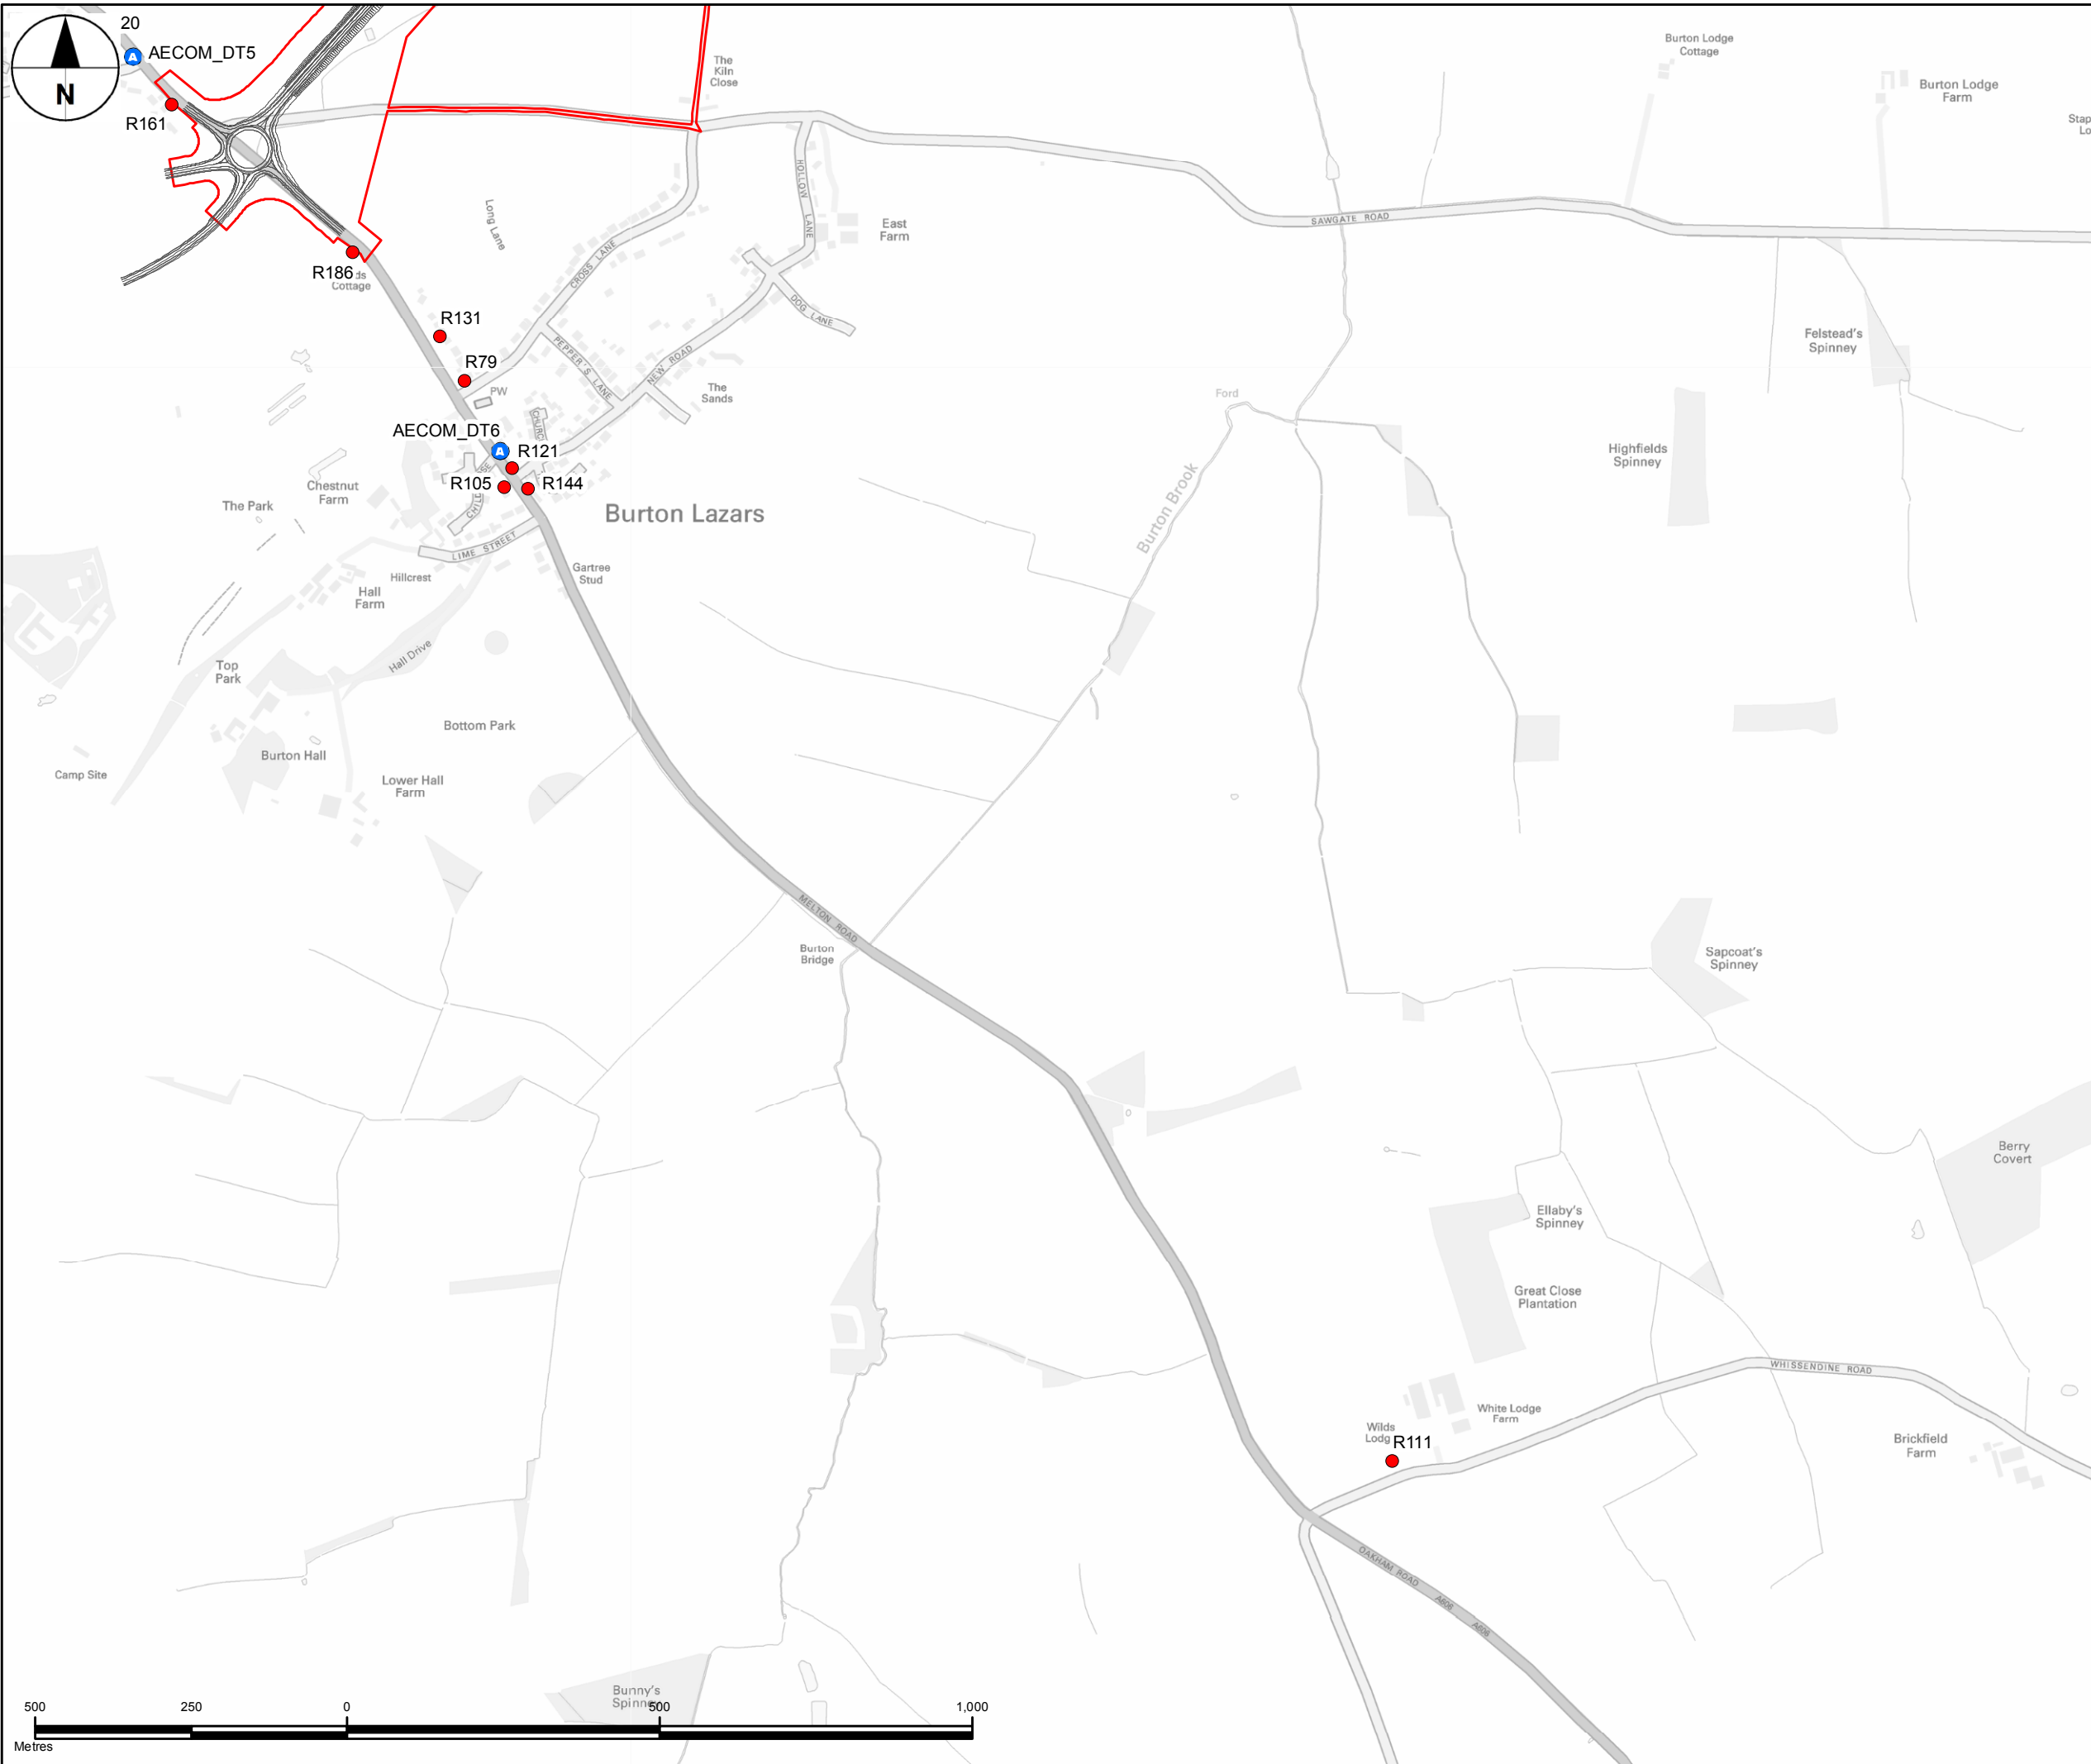 20
AECOM_DT5
N
R161
The
Kiln
Close
Burton Lodge
Cottage
Burton Lodge
Farm
HOLLOW LANE
Long Lane
East
Farm
SAWGATE ROAD
CROSS LANE
R186
Cottage
DOG LANE
R131
PEPPER'S LANE
NEW ROAD
Felstead's
Spinney
R79
PW
The
Sands
Ford
AECOM_DT6
A
R121
R105
R144
Highfields
Spinney
Chestnut
Farm
The Park
Burton Lazars
Burton Brook
LIME STREET
Hillcrest
Gartree
Stud
Hall
Farm
Hall Drive
Top
Park
Bottom Park
Burton Hall
Camp Site
Lower Hall
Farm
MELTON ROAD
Burton
Bridge
Sapcoat's
Spinney
Berry
Covert
Ellaby's
Spinney
Great Close
Plantation
WHISSENDINE ROAD
White Lodge
Farm
Wilds
Lodg
R111
Brickfield
Farm
OAKHAM ROAD
A606
A606
Bunny's
Spinney
500
250
0
500
1,000
Metres